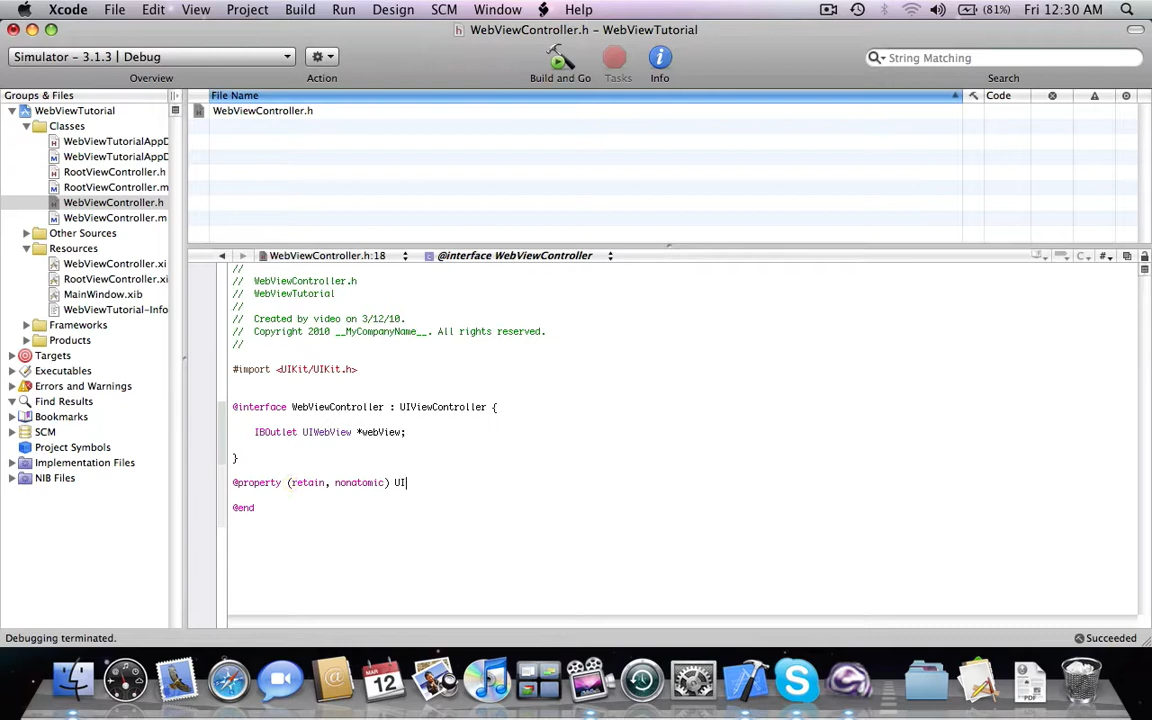 Xcode File Edit View Project Build Run Design SCM Window Help (81%) Fri 12:30 AM
WebViewController.h – WebViewTutorial
Simulator - 3.1.3 | Debug
String Matching
Overview Action Build and Go Tasks Info Search
Groups & Files
File Name Code
WebViewTutorial
WebViewController.h
Classes
WebViewTutorialAppD
WebViewTutorialAppD
RootViewController.h
RootViewController.m
WebViewController.h
WebViewController.m
Other Sources
Resources
WebViewController.xi
RootViewController.xi
MainWindow.xib
WebViewTutorial-Info
Frameworks
Products
Targets
Executables
Errors and Warnings
Find Results
Bookmarks
SCM
Project Symbols
Implementation Files
NIB Files
WebViewController.h:18 @interface WebViewController C #
//
// WebViewController.h
// WebViewTutorial
//
// Created by video on 3/12/10.
// Copyright 2010 __MyCompanyName__. All rights reserved.
//
#import <UIKit/UIKit.h>
@interface WebViewController : UIViewController {
IBOutlet UIWebView *webView;
}
@property (retain, nonatomic) UI
@end
Debugging terminated.
Succeeded
MAR
12
PDF